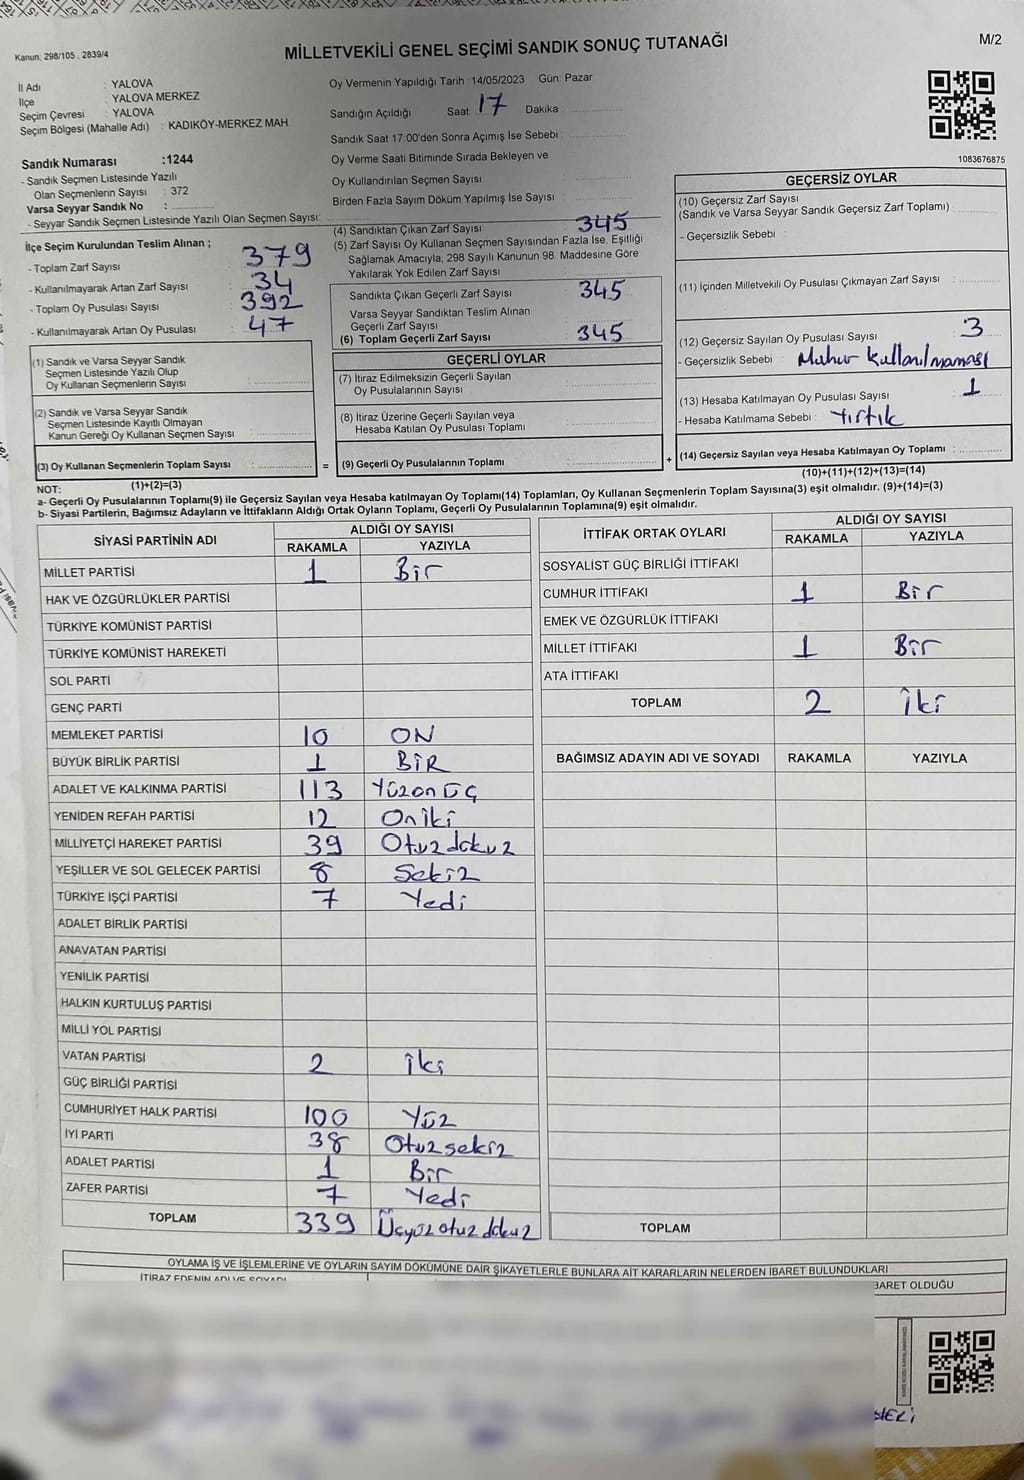 Kanun: 298/105 , 2839/4
MİLLETVEKİLİ GENEL SEÇİMİ SANDIK SONUÇ TUTANAĞI
M/2
İl Adı : YALOVA
İlçe : YALOVA MERKEZ
Seçim Çevresi : YALOVA
Seçim Bölgesi (Mahalle Adı) : KADIKÖY-MERKEZ MAH.
Sandık Numarası :1244
- Sandık Seçmen Listesinde Yazılı
Olan Seçmenlerin Sayısı : 372
Varsa Seyyar Sandık No :
- Seyyar Sandık Seçmen Listesinde Yazılı Olan Seçmen Sayısı:
Oy Vermenin Yapıldığı Tarih :14/05/2023 Gün: Pazar
Sandığın Açıldığı Saat: 17 Dakika :
Sandık Saat 17:00'den Sonra Açımış İse Sebebi :
Oy Verme Saati Bitiminde Sırada Bekleyen ve
Oy Kullandırılan Seçmen Sayısı
Birden Fazla Sayım Döküm Yapılmış İse Sayısı :
1083676875
İlçe Seçim Kurulundan Teslim Alınan ;
- Toplam Zarf Sayısı : 379
- Kullanılmayarak Artan Zarf Sayısı : 34
- Toplam Oy Pusulası Sayısı : 392
- Kullanılmayarak Artan Oy Pusulası : 47
(1) Sandık ve Varsa Seyyar Sandık
Seçmen Listesinde Yazılı Olup
Oy Kullanan Seçmenlerin Sayısı :
(2) Sandık ve Varsa Seyyar Sandık
Seçmen Listesinde Kayıtlı Olmayan
Kanun Gereği Oy Kullanan Seçmen Sayısı :
(3) Oy Kullanan Seçmenlerin Toplam Sayısı :
(1)+(2)=(3)
(4) Sandıktan Çıkan Zarf Sayısı : 345
(5) Zarf Sayısı Oy Kullanan Seçmen Sayısından Fazla İse, Eşitliği
Sağlamak Amacıyla; 298 Sayılı Kanunun 98. Maddesine Göre
Yakılarak Yok Edilen Zarf Sayısı :
Sandıkta Çıkan Geçerli Zarf Sayısı : 345
Varsa Seyyar Sandıktan Teslim Alınan
Geçerli Zarf Sayısı :
(6) Toplam Geçerli Zarf Sayısı : 345
GEÇERLİ OYLAR
(7) İtiraz Edilmeksizin Geçerli Sayılan
Oy Pusulalarının Sayısı :
(8) İtiraz Üzerine Geçerli Sayılan veya
Hesaba Katılan Oy Pusulası Toplamı :
= (9) Geçerli Oy Pusulalarının Toplamı :
GEÇERSİZ OYLAR
(10) Geçersiz Zarf Sayısı
(Sandık ve Varsa Seyyar Sandık Geçersiz Zarf Toplamı) :
- Geçersizlik Sebebi :
(11) İçinden Milletvekili Oy Pusulası Çıkmayan Zarf Sayısı :
(12) Geçersiz Sayılan Oy Pusulası Sayısı : 3
- Geçersizlik Sebebi : Mühür kullanılmaması
(13) Hesaba Katılmayan Oy Pusulası Sayısı : 1
- Hesaba Katılmama Sebebi : Yırtık
+ (14) Geçersiz Sayılan veya Hesaba Katılmayan Oy Toplamı :
(10)+(11)+(12)+(13)=(14)
NOT:
a- Geçerli Oy Pusulalarının Toplamı(9) ile Geçersiz Sayılan veya Hesaba katılmayan Oy Toplamı(14) Toplamları, Oy Kullanan Seçmenlerin Toplam Sayısına(3) eşit olmalıdır. (9)+(14)=(3)
b- Siyasi Partilerin, Bağımsız Adayların ve İttifakların Aldığı Ortak Oyların Toplamı, Geçerli Oy Pusulalarının Toplamına(9) eşit olmalıdır.
SİYASİ PARTİNİN ADI ALDIĞI OY SAYISI
RAKAMLA YAZIYLA
MİLLET PARTİSİ 1 Bir
HAK VE ÖZGÜRLÜKLER PARTİSİ
TÜRKİYE KOMÜNİST PARTİSİ
TÜRKİYE KOMÜNİST HAREKETİ
SOL PARTİ
GENÇ PARTİ
MEMLEKET PARTİSİ 10 ON
BÜYÜK BİRLİK PARTİSİ 1 BİR
ADALET VE KALKINMA PARTİSİ 113 Yüzonüç
YENİDEN REFAH PARTİSİ 12 Oniki
MİLLİYETÇİ HAREKET PARTİSİ 39 Otuzdokuz
YEŞİLLER VE SOL GELECEK PARTİSİ 8 Sekiz
TÜRKİYE İŞÇİ PARTİSİ 7 Yedi
ADALET BİRLİK PARTİSİ
ANAVATAN PARTİSİ
YENİLİK PARTİSİ
HALKIN KURTULUŞ PARTİSİ
MİLLİ YOL PARTİSİ
VATAN PARTİSİ 2 İki
GÜÇ BİRLİĞİ PARTİSİ
CUMHURİYET HALK PARTİSİ 100 Yüz
İYİ PARTİ 38 Otuzsekiz
ADALET PARTİSİ 1 Bir
ZAFER PARTİSİ 7 Yedi
TOPLAM 339 Üçyüzotuzdokuz
İTTİFAK ORTAK OYLARI ALDIĞI OY SAYISI
RAKAMLA YAZIYLA
SOSYALİST GÜÇ BİRLİĞİ İTTİFAKI
CUMHUR İTTİFAKI 1 Bir
EMEK VE ÖZGÜRLÜK İTTİFAKI
MİLLET İTTİFAKI 1 Bir
ATA İTTİFAKI
TOPLAM 2 İki
BAĞIMSIZ ADAYIN ADI VE SOYADI RAKAMLA YAZIYLA
TOPLAM
OYLAMA İŞ VE İŞLEMLERİNE VE OYLARIN SAYIM DÖKÜMÜNE DAİR ŞİKAYETLERLE BUNLARA AİT KARARLARIN NELERDEN İBARET BULUNDUKLARI
İTİRAZ EDENİN ADI VE SOYADI
BARET OLDUĞU